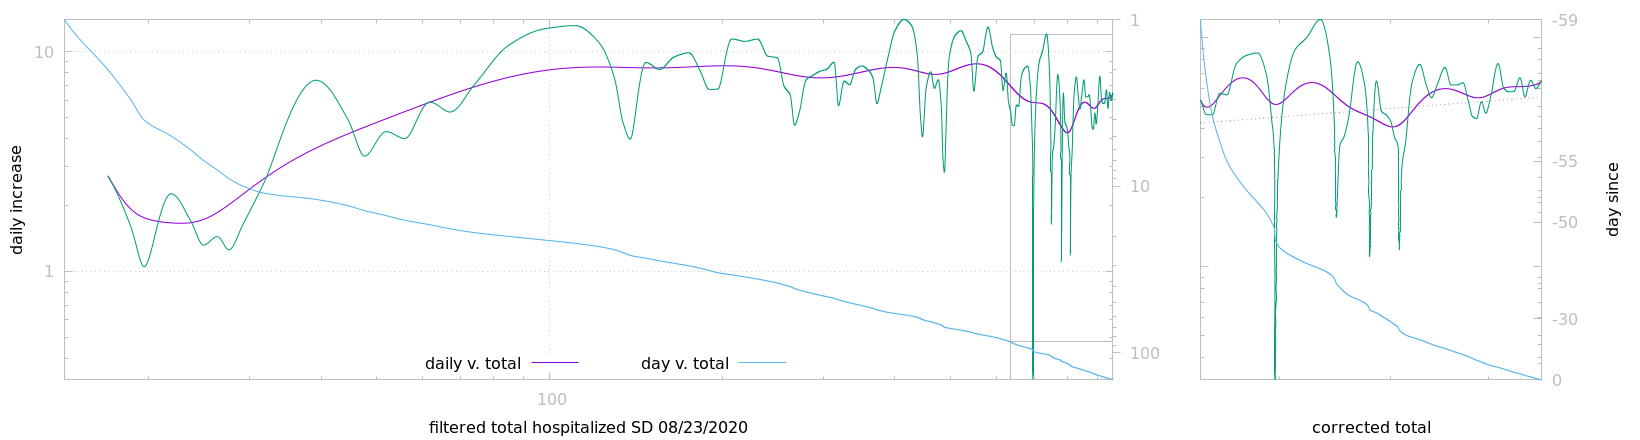 10
1
daily increase
daily v. total
day v. total
100
filtered total hospitalized SD 08/23/2020
1
10
100
-59
-55
-50
-30
0
day since
corrected total